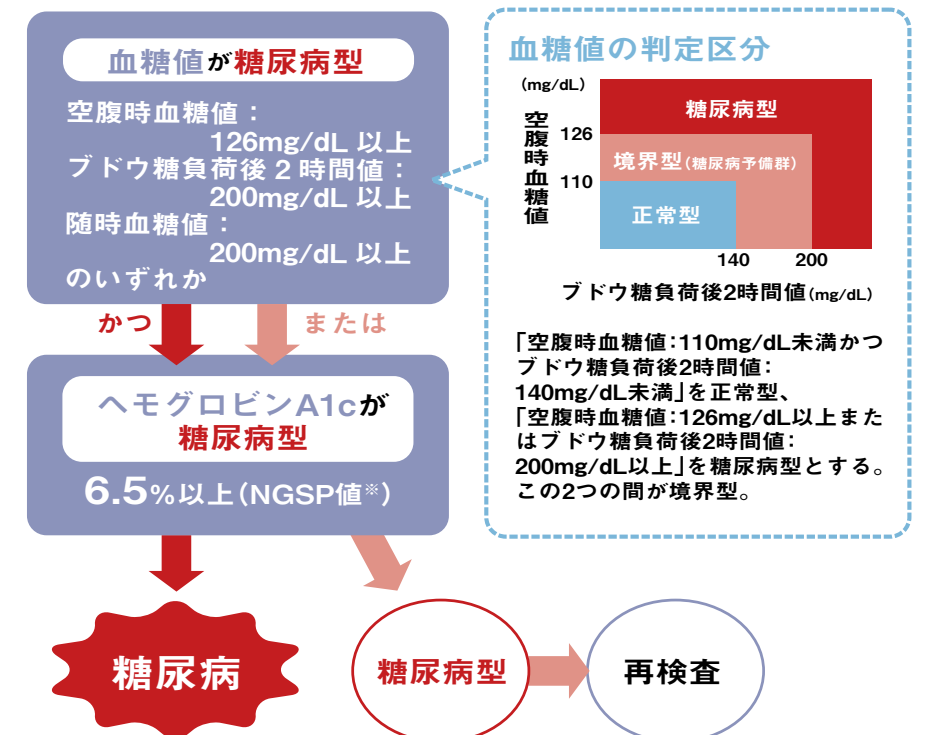 血糖値が糖尿病型
空腹時血糖値：
126mg/dL 以上
ブドウ糖負荷後 2 時間値：
200mg/dL 以上
随時血糖値：
200mg/dL 以上
のいずれか
かつ
または
ヘモグロビンA1cが
糖尿病型
6.5%以上(NGSP値※)
糖尿病
糖尿病型
再検査
血糖値の判定区分
(mg/dL)
空腹時血糖値
126
110
糖尿病型
境界型(糖尿病予備群)
正常型
140
200
ブドウ糖負荷後2時間値(mg/dL)
「空腹時血糖値：110mg/dL未満かつ
ブドウ糖負荷後2時間値：
140mg/dL未満」を正常型、
「空腹時血糖値：126mg/dL以上また
はブドウ糖負荷後2時間値：
200mg/dL以上」を糖尿病型とする。
この2つの間が境界型。